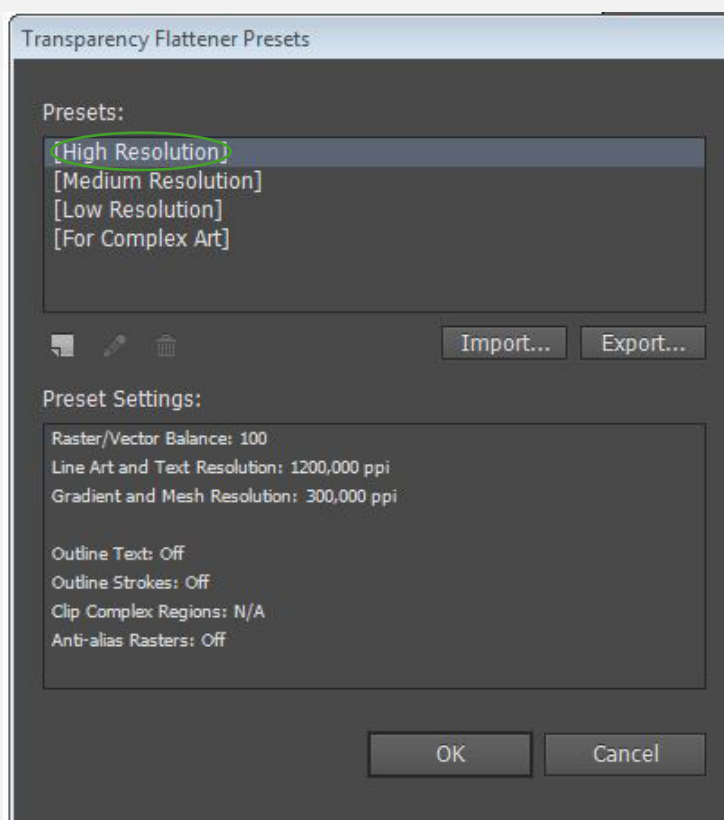 Transparency Flattener Presets
Presets:
[High Resolution]
[Medium Resolution]
[Low Resolution]
[For Complex Art]
Import... Export...
Preset Settings:
Raster/Vector Balance: 100
Line Art and Text Resolution: 1200,000 ppi
Gradient and Mesh Resolution: 300,000 ppi
Outline Text: Off
Outline Strokes: Off
Clip Complex Regions: N/A
Anti-alias Rasters: Off
OK Cancel